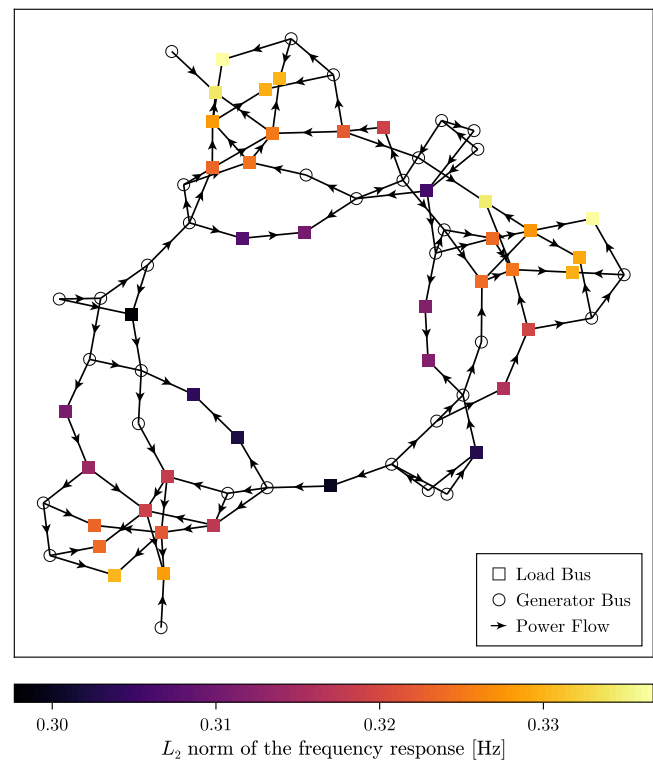 Load Bus
Generator Bus
Power Flow
0.30 0.31 0.32 0.33
L₂ norm of the frequency response [Hz]